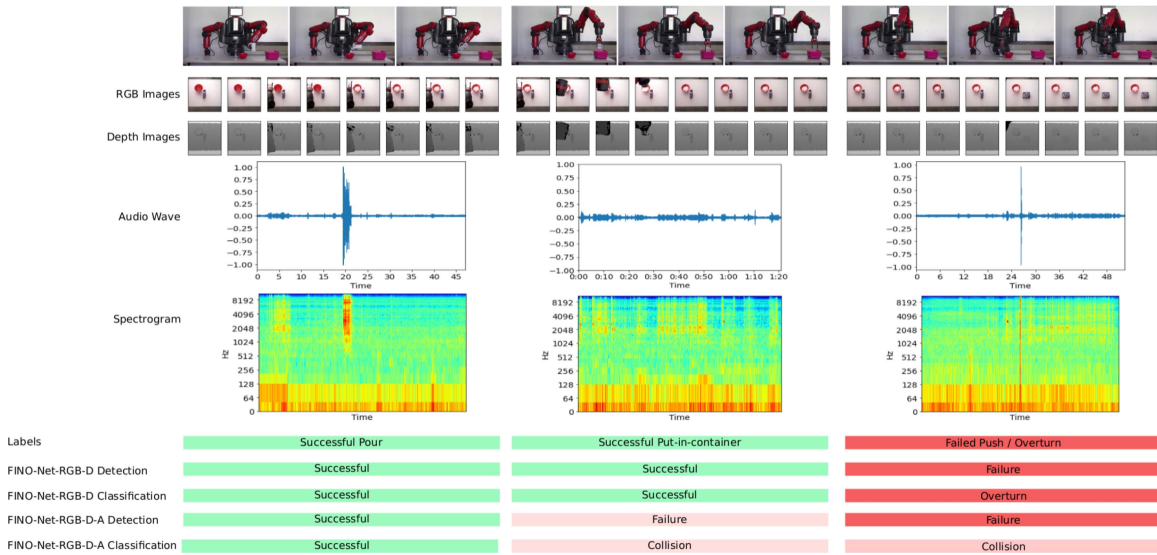 RGB Images
Depth Images
Audio Wave
1.00
0.75
0.50
0.25
0.00
−0.25
−0.50
−0.75
−1.00
0 5 10 15 20 25 30 35 40 45
Time
1.00
0.75
0.50
0.25
0.00
−0.25
−0.50
−0.75
−1.00
0:00 0:10 0:20 0:30 0:40 0:50 1:00 1:10 1:20
Time
1.00
0.75
0.50
0.25
0.00
−0.25
−0.50
−0.75
−1.00
0 6 12 18 24 30 36 42 48
Time
Spectrogram
8192
4096
2048
1024
512
256
128
64
0
Hz
Time
8192
4096
2048
1024
512
256
128
64
0
Hz
Time
8192
4096
2048
1024
512
256
128
64
0
Hz
Time
Labels Successful Pour Successful Put-in-container Failed Push / Overturn
FINO-Net-RGB-D Detection Successful Successful Failure
FINO-Net-RGB-D Classification Successful Successful Overturn
FINO-Net-RGB-D-A Detection Successful Failure Failure
FINO-Net-RGB-D-A Classification Successful Collision Collision